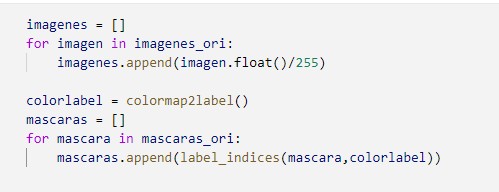 imagenes = []
for imagen in imagenes_ori:
    imagenes.append(imagen.float()/255)

colorlabel = colormap2label()
mascaras = []
for mascara in mascaras_ori:
    mascaras.append(label_indices(mascara,colorlabel))